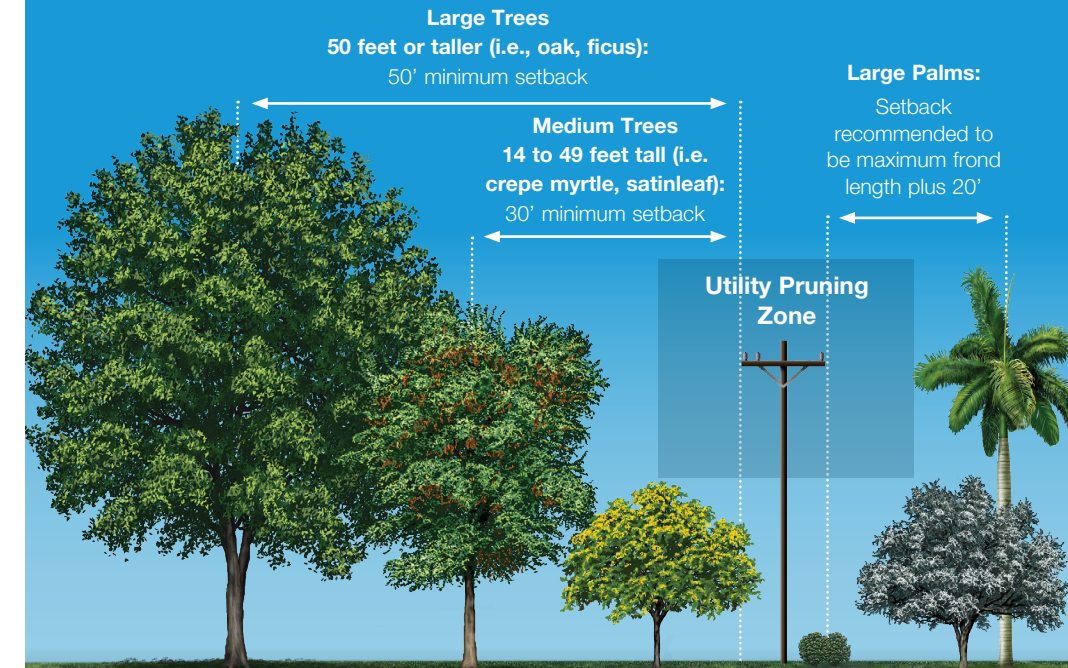 Large Trees
50 feet or taller (i.e., oak, ficus):
50’ minimum setback
Medium Trees
14 to 49 feet tall (i.e.
crepe myrtle, satinleaf):
30’ minimum setback
Large Palms:
Setback
recommended to
be maximum frond
length plus 20’
Utility Pruning
Zone